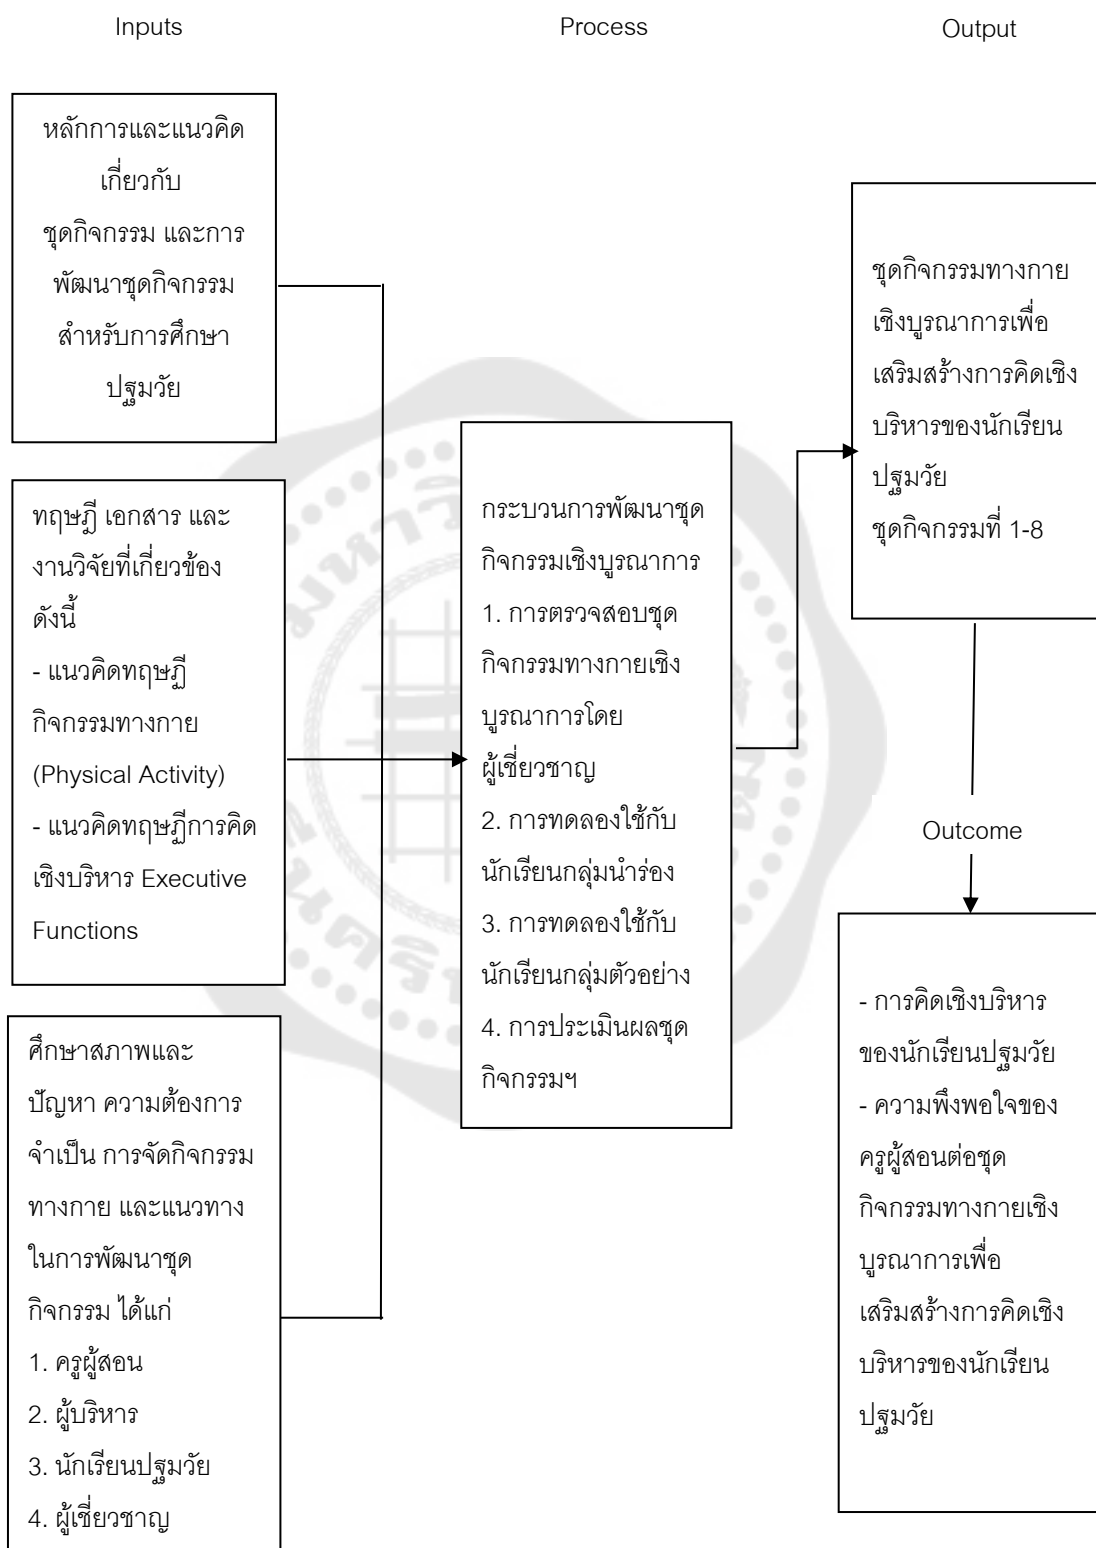 Inputs
Process
Output
หลักการและแนวคิด
เกี่ยวกับ
ชุดกิจกรรม และการ
พัฒนาชุดกิจกรรม
สำหรับการศึกษา
ปฐมวัย
ทฤษฎี เอกสาร และ
งานวิจัยที่เกี่ยวข้อง
ดังนี้
- แนวคิดทฤษฎี
กิจกรรมทางกาย
(Physical Activity)
- แนวคิดทฤษฎีการคิด
เชิงบริหาร Executive
Functions
ศึกษาสภาพและ
ปัญหา ความต้องการ
จำเป็น การจัดกิจกรรม
ทางกาย และแนวทาง
ในการพัฒนาชุด
กิจกรรม ได้แก่
1. ครูผู้สอน
2. ผู้บริหาร
3. นักเรียนปฐมวัย
4. ผู้เชี่ยวชาญ
กระบวนการพัฒนาชุด
กิจกรรมเชิงบูรณาการ
1. การตรวจสอบชุด
กิจกรรมทางกายเชิง
บูรณาการโดย
ผู้เชี่ยวชาญ
2. การทดลองใช้กับ
นักเรียนกลุ่มนำร่อง
3. การทดลองใช้กับ
นักเรียนกลุ่มตัวอย่าง
4. การประเมินผลชุด
กิจกรรมฯ
ชุดกิจกรรมทางกาย
เชิงบูรณาการเพื่อ
เสริมสร้างการคิดเชิง
บริหารของนักเรียน
ปฐมวัย
ชุดกิจกรรมที่ 1-8
Outcome
- การคิดเชิงบริหาร
ของนักเรียนปฐมวัย
- ความพึงพอใจของ
ครูผู้สอนต่อชุด
กิจกรรมทางกายเชิง
บูรณาการเพื่อ
เสริมสร้างการคิดเชิง
บริหารของนักเรียน
ปฐมวัย